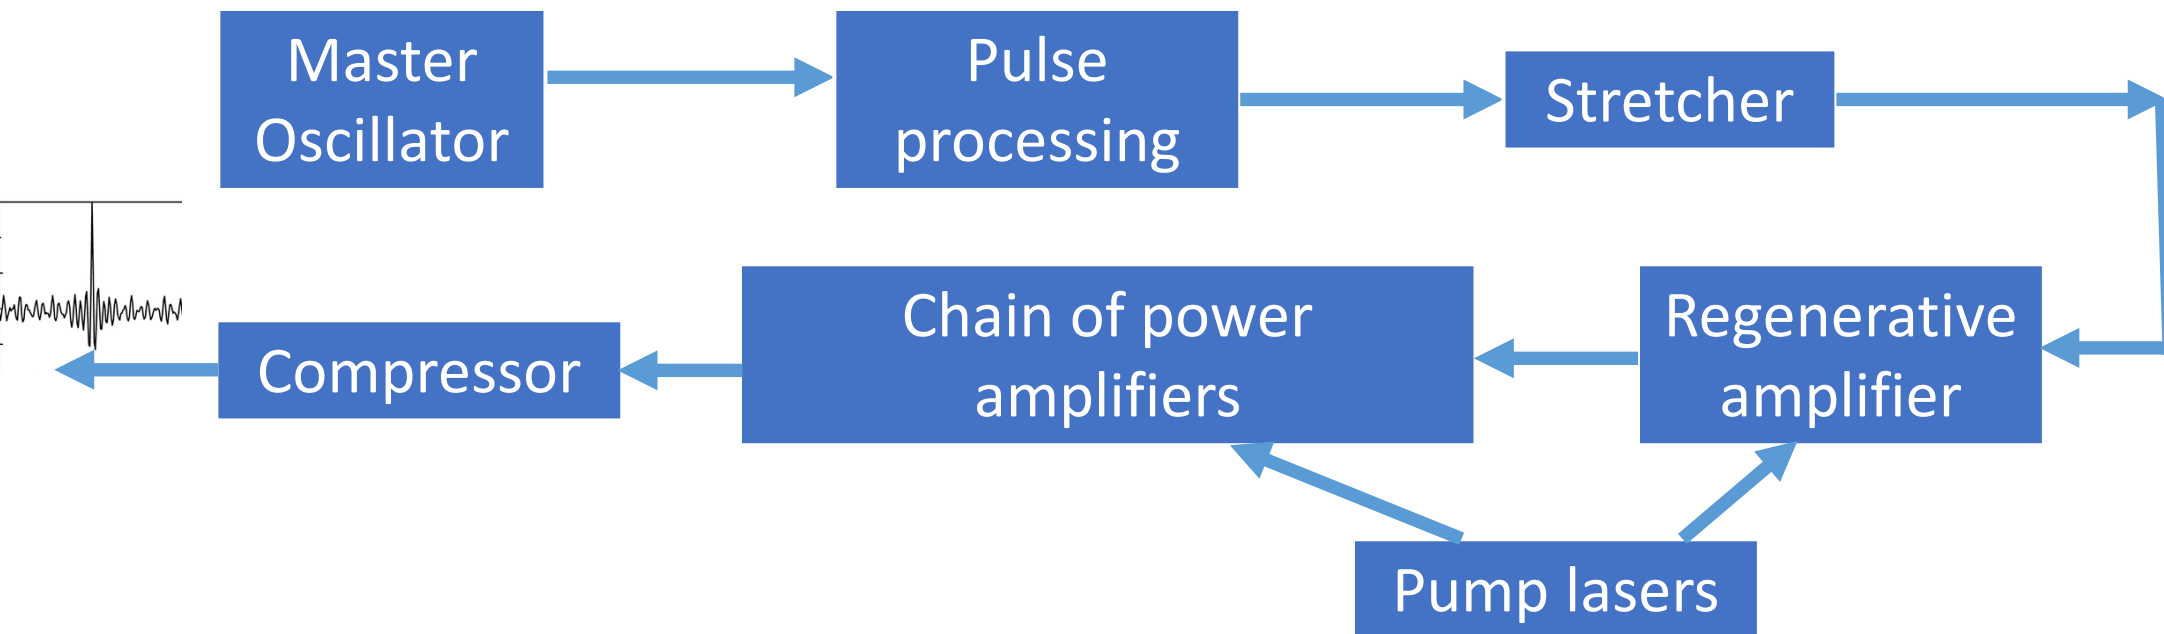 Master
Oscillator
Pulse
processing
Stretcher
Regenerative
amplifier
Chain of power
amplifiers
Compressor
Pump lasers